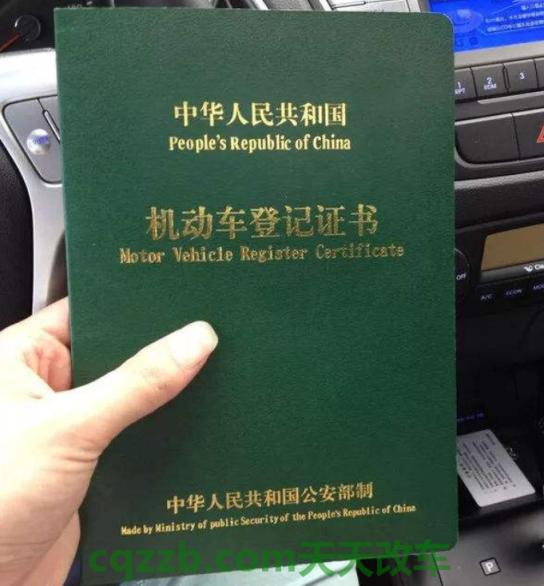 中华人民共和国
People's Republic of China
机动车登记证书
Motor Vehicle Register Certificate
中华人民共和国公安部制
Made by Ministry of public Security of the People's Republic of China
cqzzb.com天天改车
OFF
A/C
ECON
P